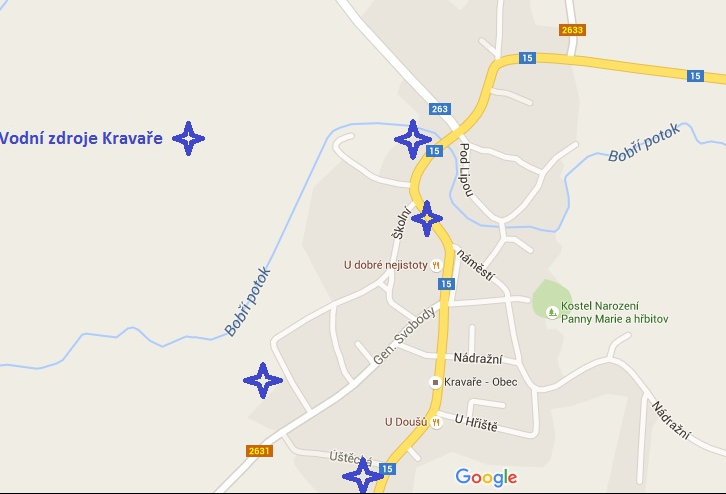 2633
15
15
263
Vodní zdroje Kravaře
15
Bobří potok
Pod Lipou
Školní
náměstí
U dobré nejistoty
15
Bobří potok
Kostel Narození
Panny Marie a hřbitov
Gen. Svobody
Nádražní
Kravaře - Obec
Nádražní
U Doušů
U Hřiště
2631
Úštěcká
15
Google